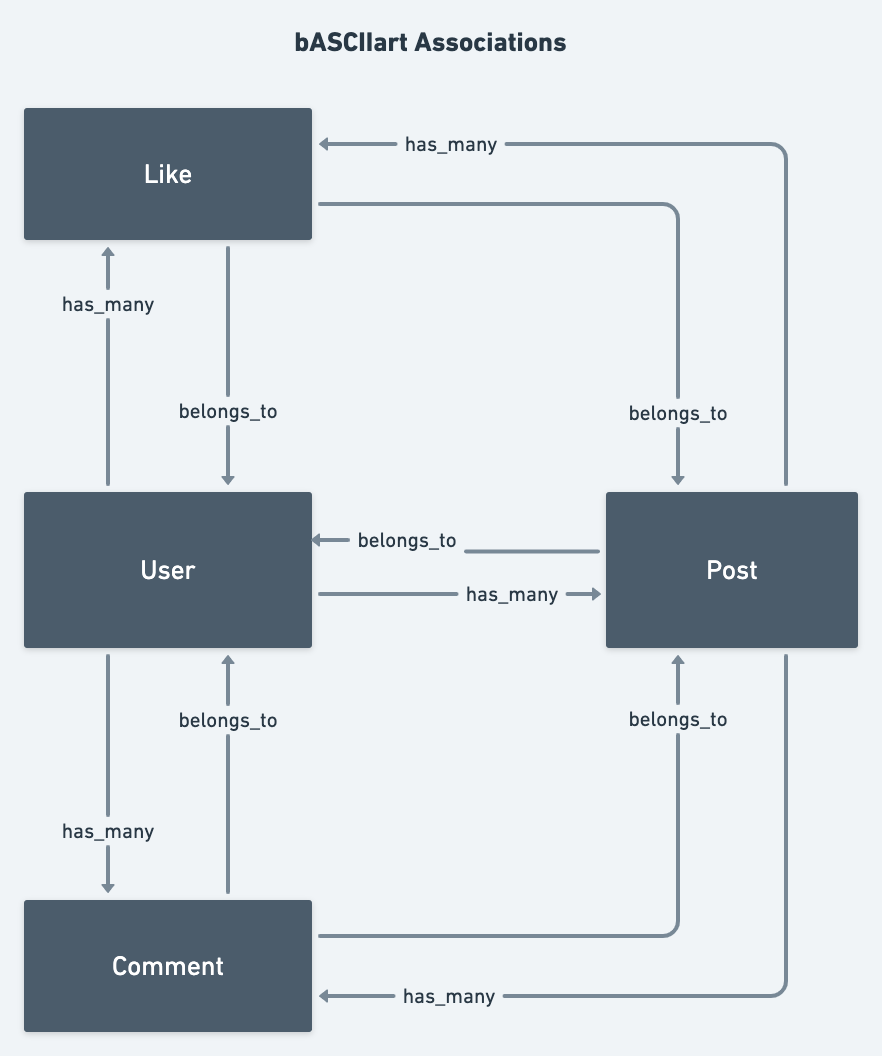 bASCIIart Associations
Like
has_many
has_many
belongs_to
belongs_to
User
belongs_to
has_many
Post
belongs_to
belongs_to
has_many
Comment
has_many